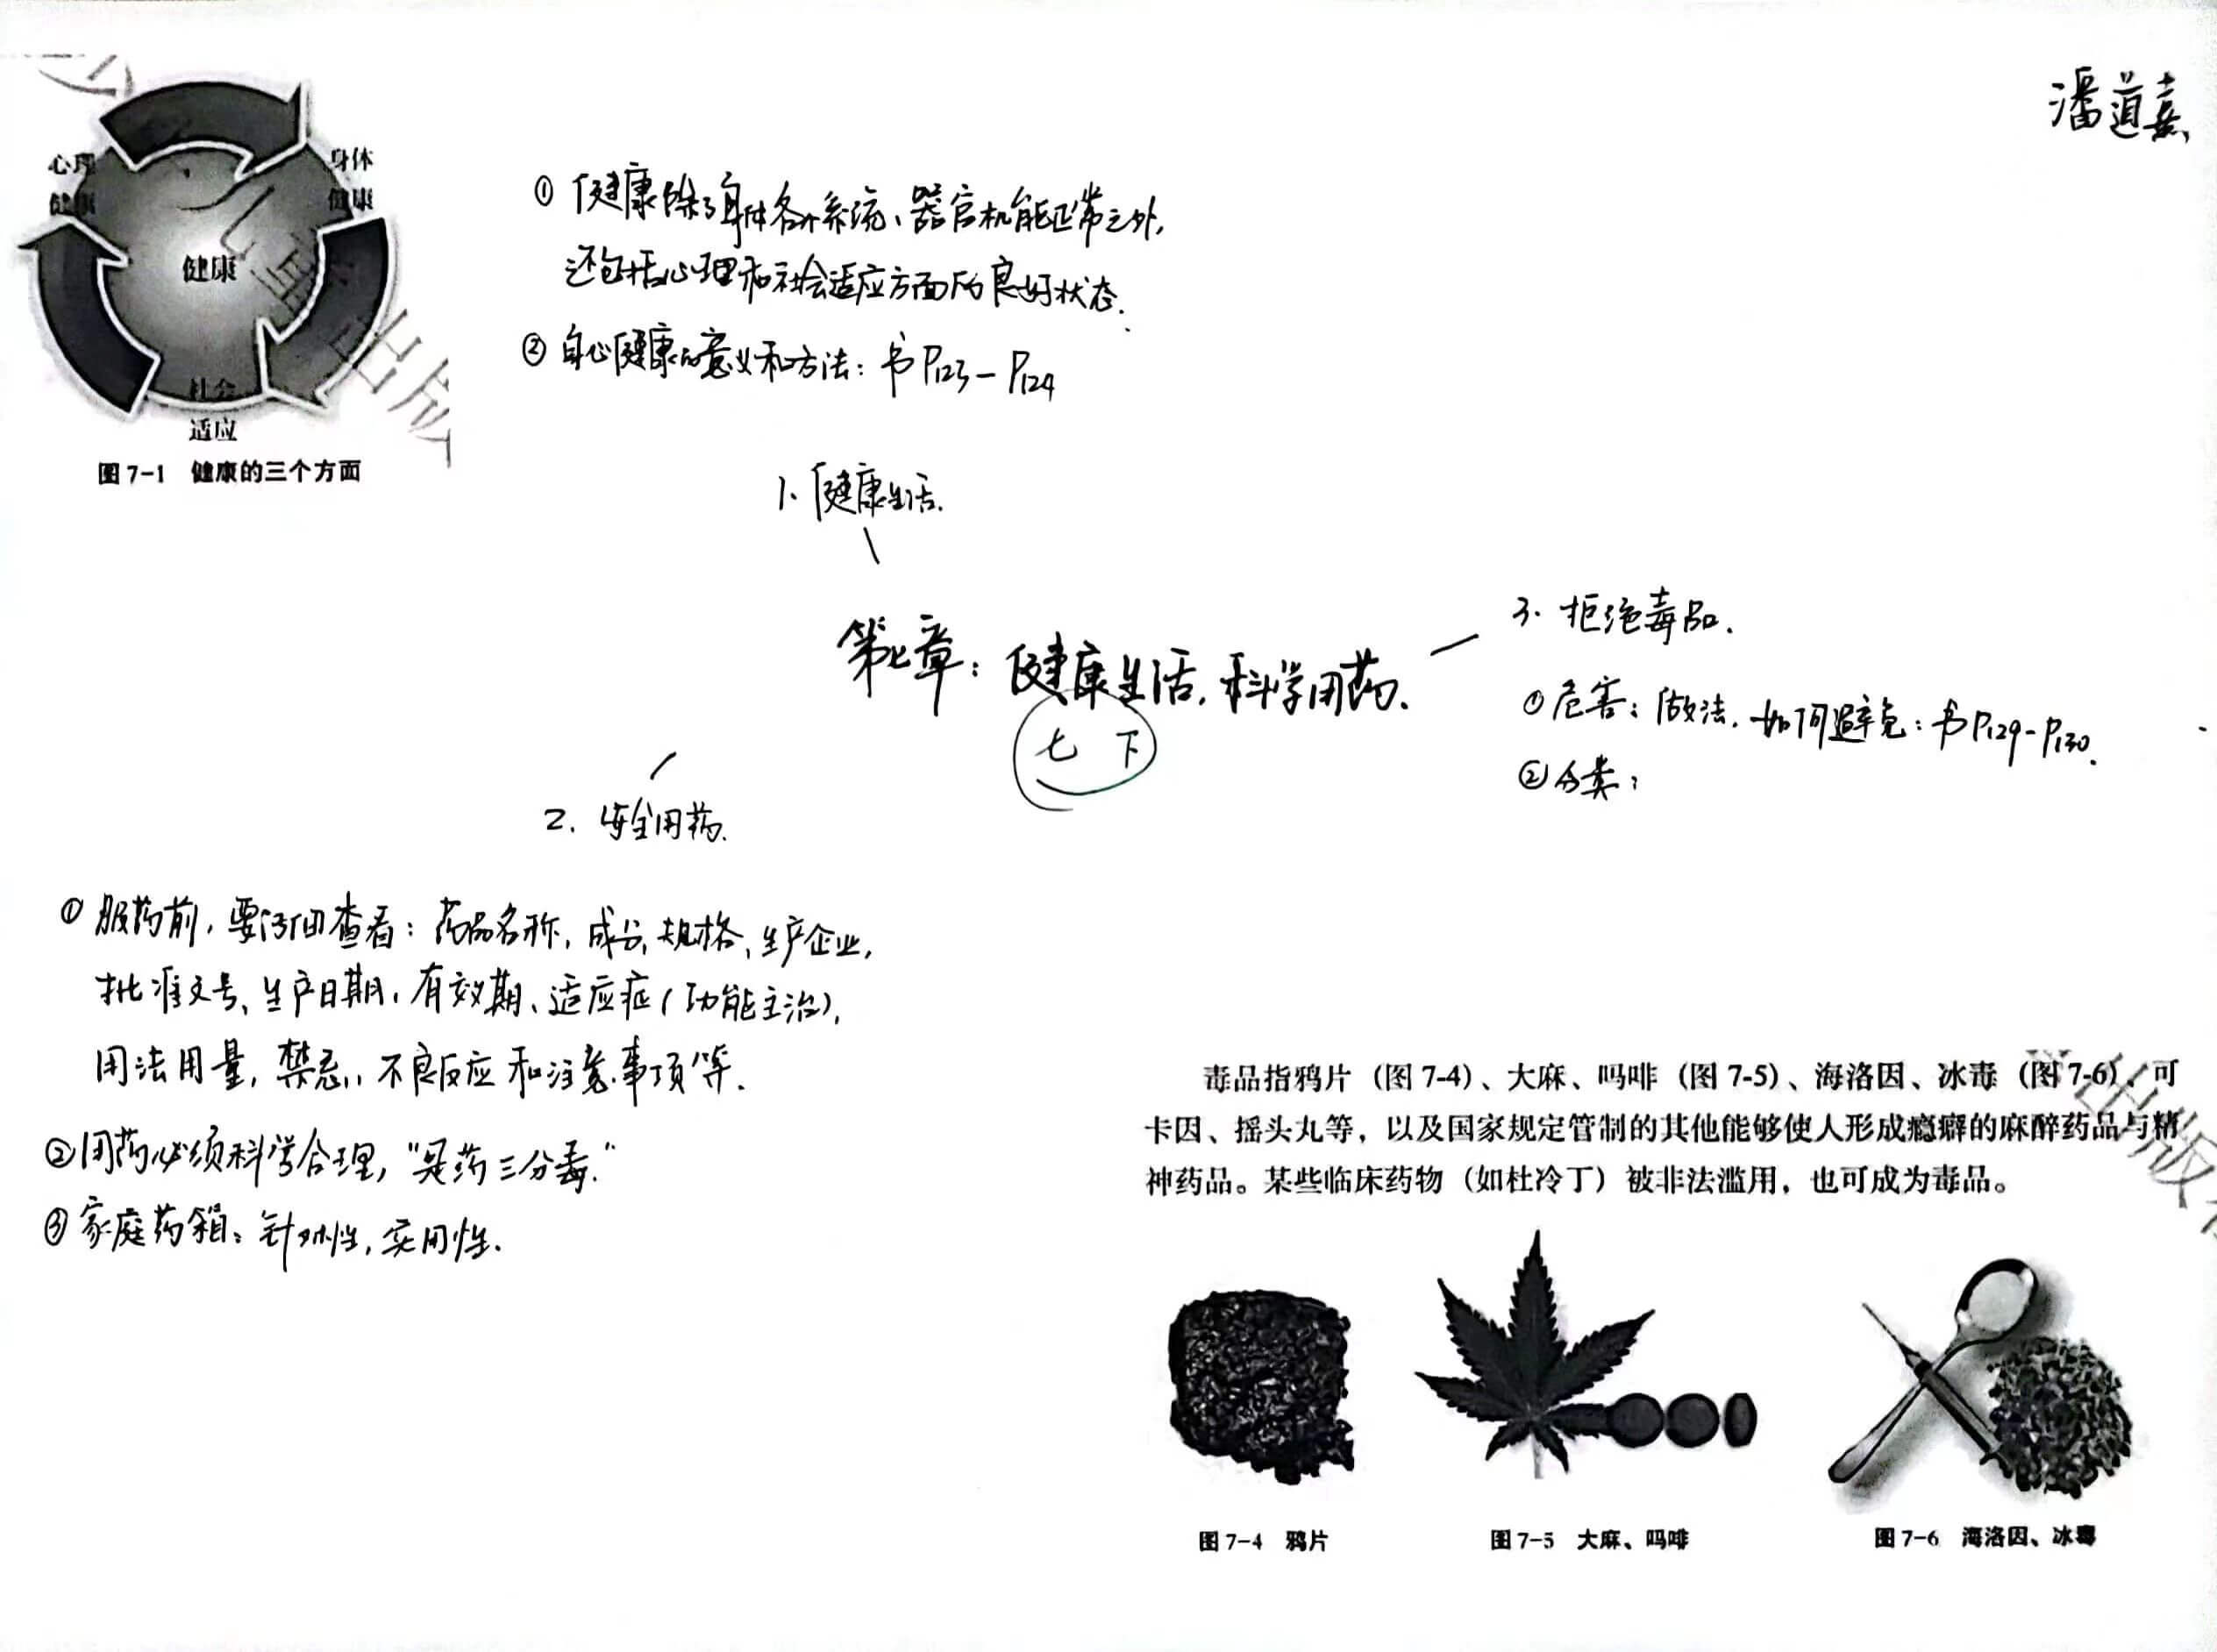 潘道熹
心理
健康
身体
健康
健康
社会
适应
图7-1 健康的三个方面
① 健康除了身体各个系统、器官机能正常之外,
还包括心理和社会适应方面的良好状态.
② 身心健康的意义和方法: 书P123-P124
1. 健康生活.
第七章: 健康生活, 科学用药.
七下
3. 拒绝毒品.
① 危害: 做法, 如何避免: 书P129-P130.
② 分类:
2. 安全用药.
① 服药前, 要仔细查看: 药品名称, 成分, 规格, 生产企业,
批准文号, 生产日期, 有效期、适应症(功能主治),
用法用量, 禁忌, 不良反应和注意事项等.
② 用药必须科学合理, "是药三分毒."
③ 家庭药箱: 针对性, 实用性.
毒品指鸦片（图7-4）、大麻、吗啡（图7-5）、海洛因、冰毒（图7-6）、可
卡因、摇头丸等，以及国家规定管制的其他能够使人形成瘾癖的麻醉药品与精
神药品。某些临床药物（如杜冷丁）被非法滥用，也可成为毒品。
图7-4 鸦片
图7-5 大麻、吗啡
图7-6 海洛因、冰毒
出版
出版